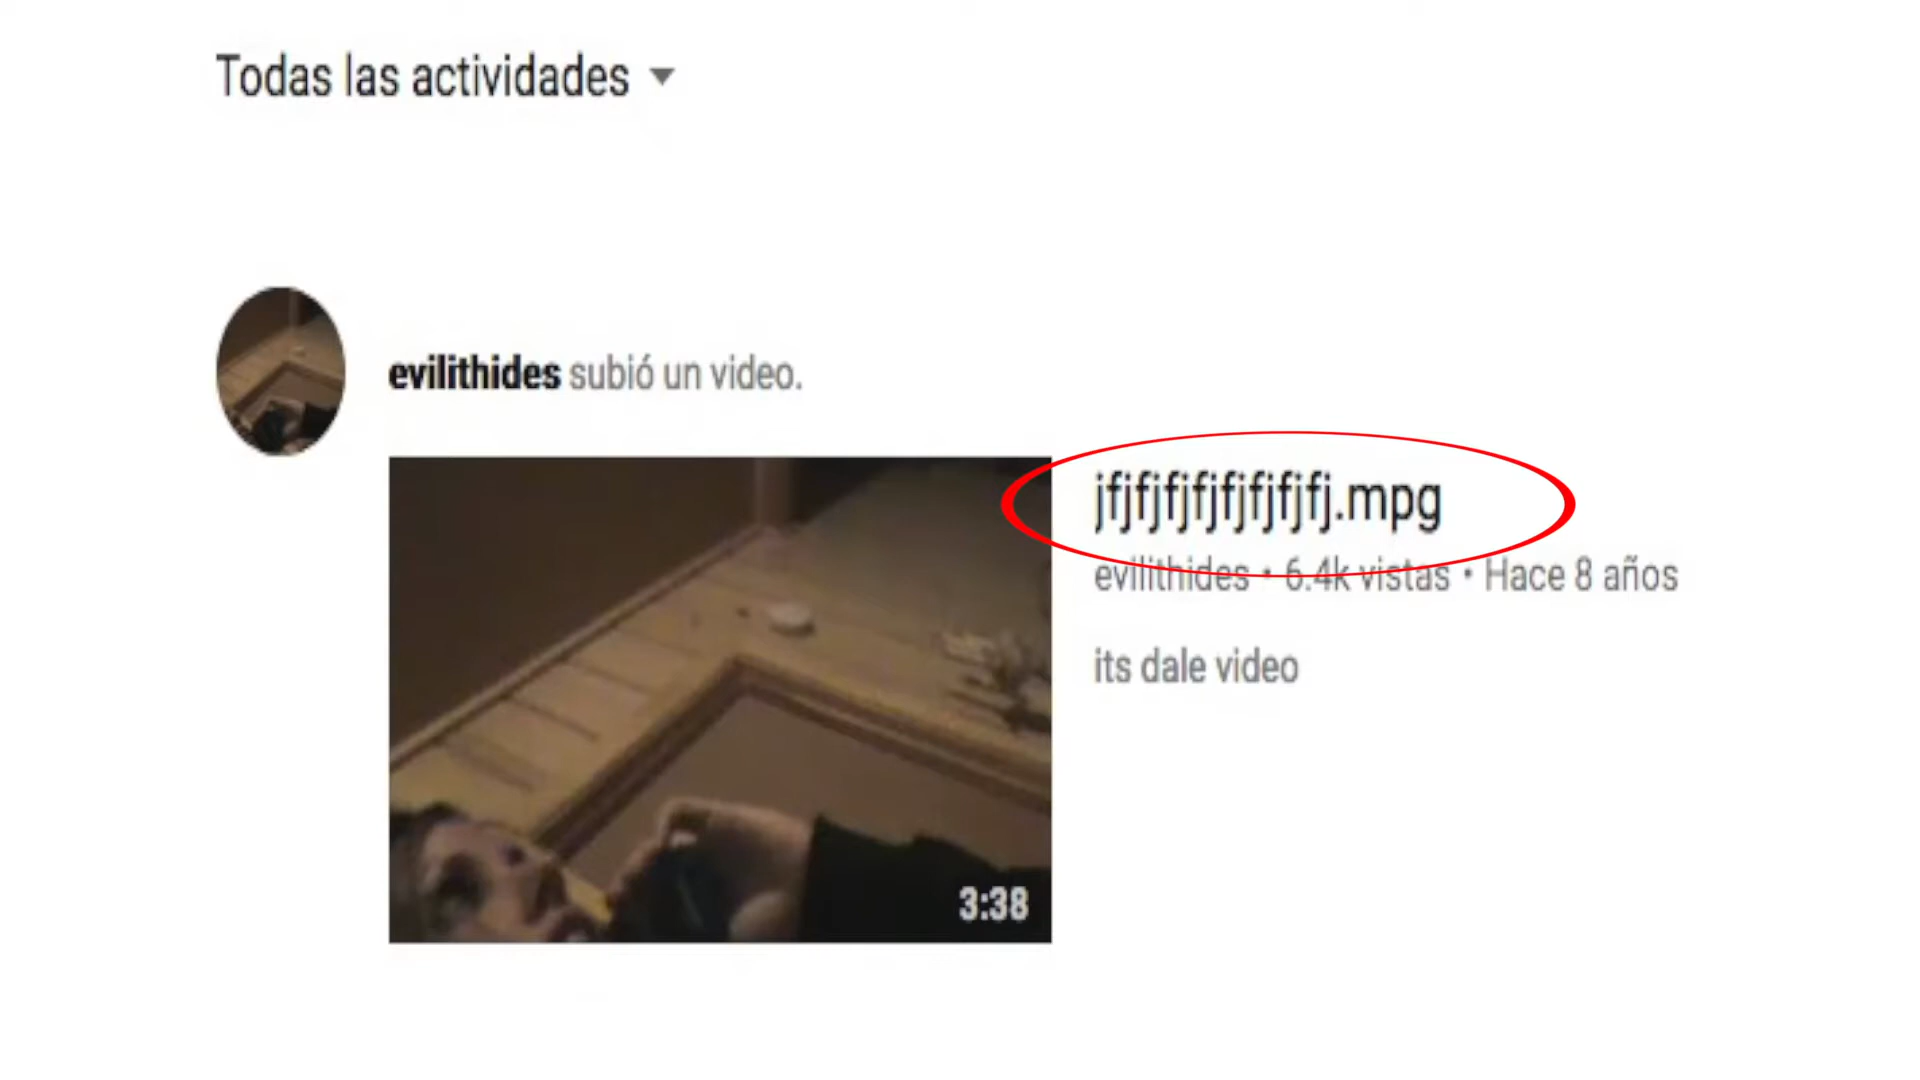 Todas las actividades
evilithides subió un video.
jfjfjfjfjfjfjfjfj.mpg
evilithides • 6.4k vistas • Hace 8 años
its dale video
3:38